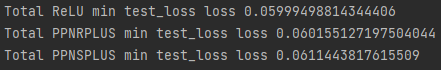 Total ReLU min test_loss loss 0.05999498814344406
Total PPNRPLUS min test_loss loss 0.060155127197504044
Total PPNSPLUS min test_loss loss 0.0611443817615509